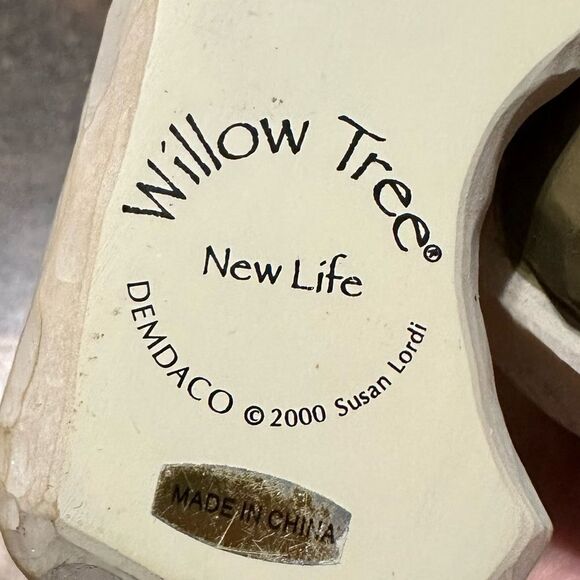 Willow Tree®
New Life
DEMDACO © 2000 Susan Lordi
MADE IN CHINA